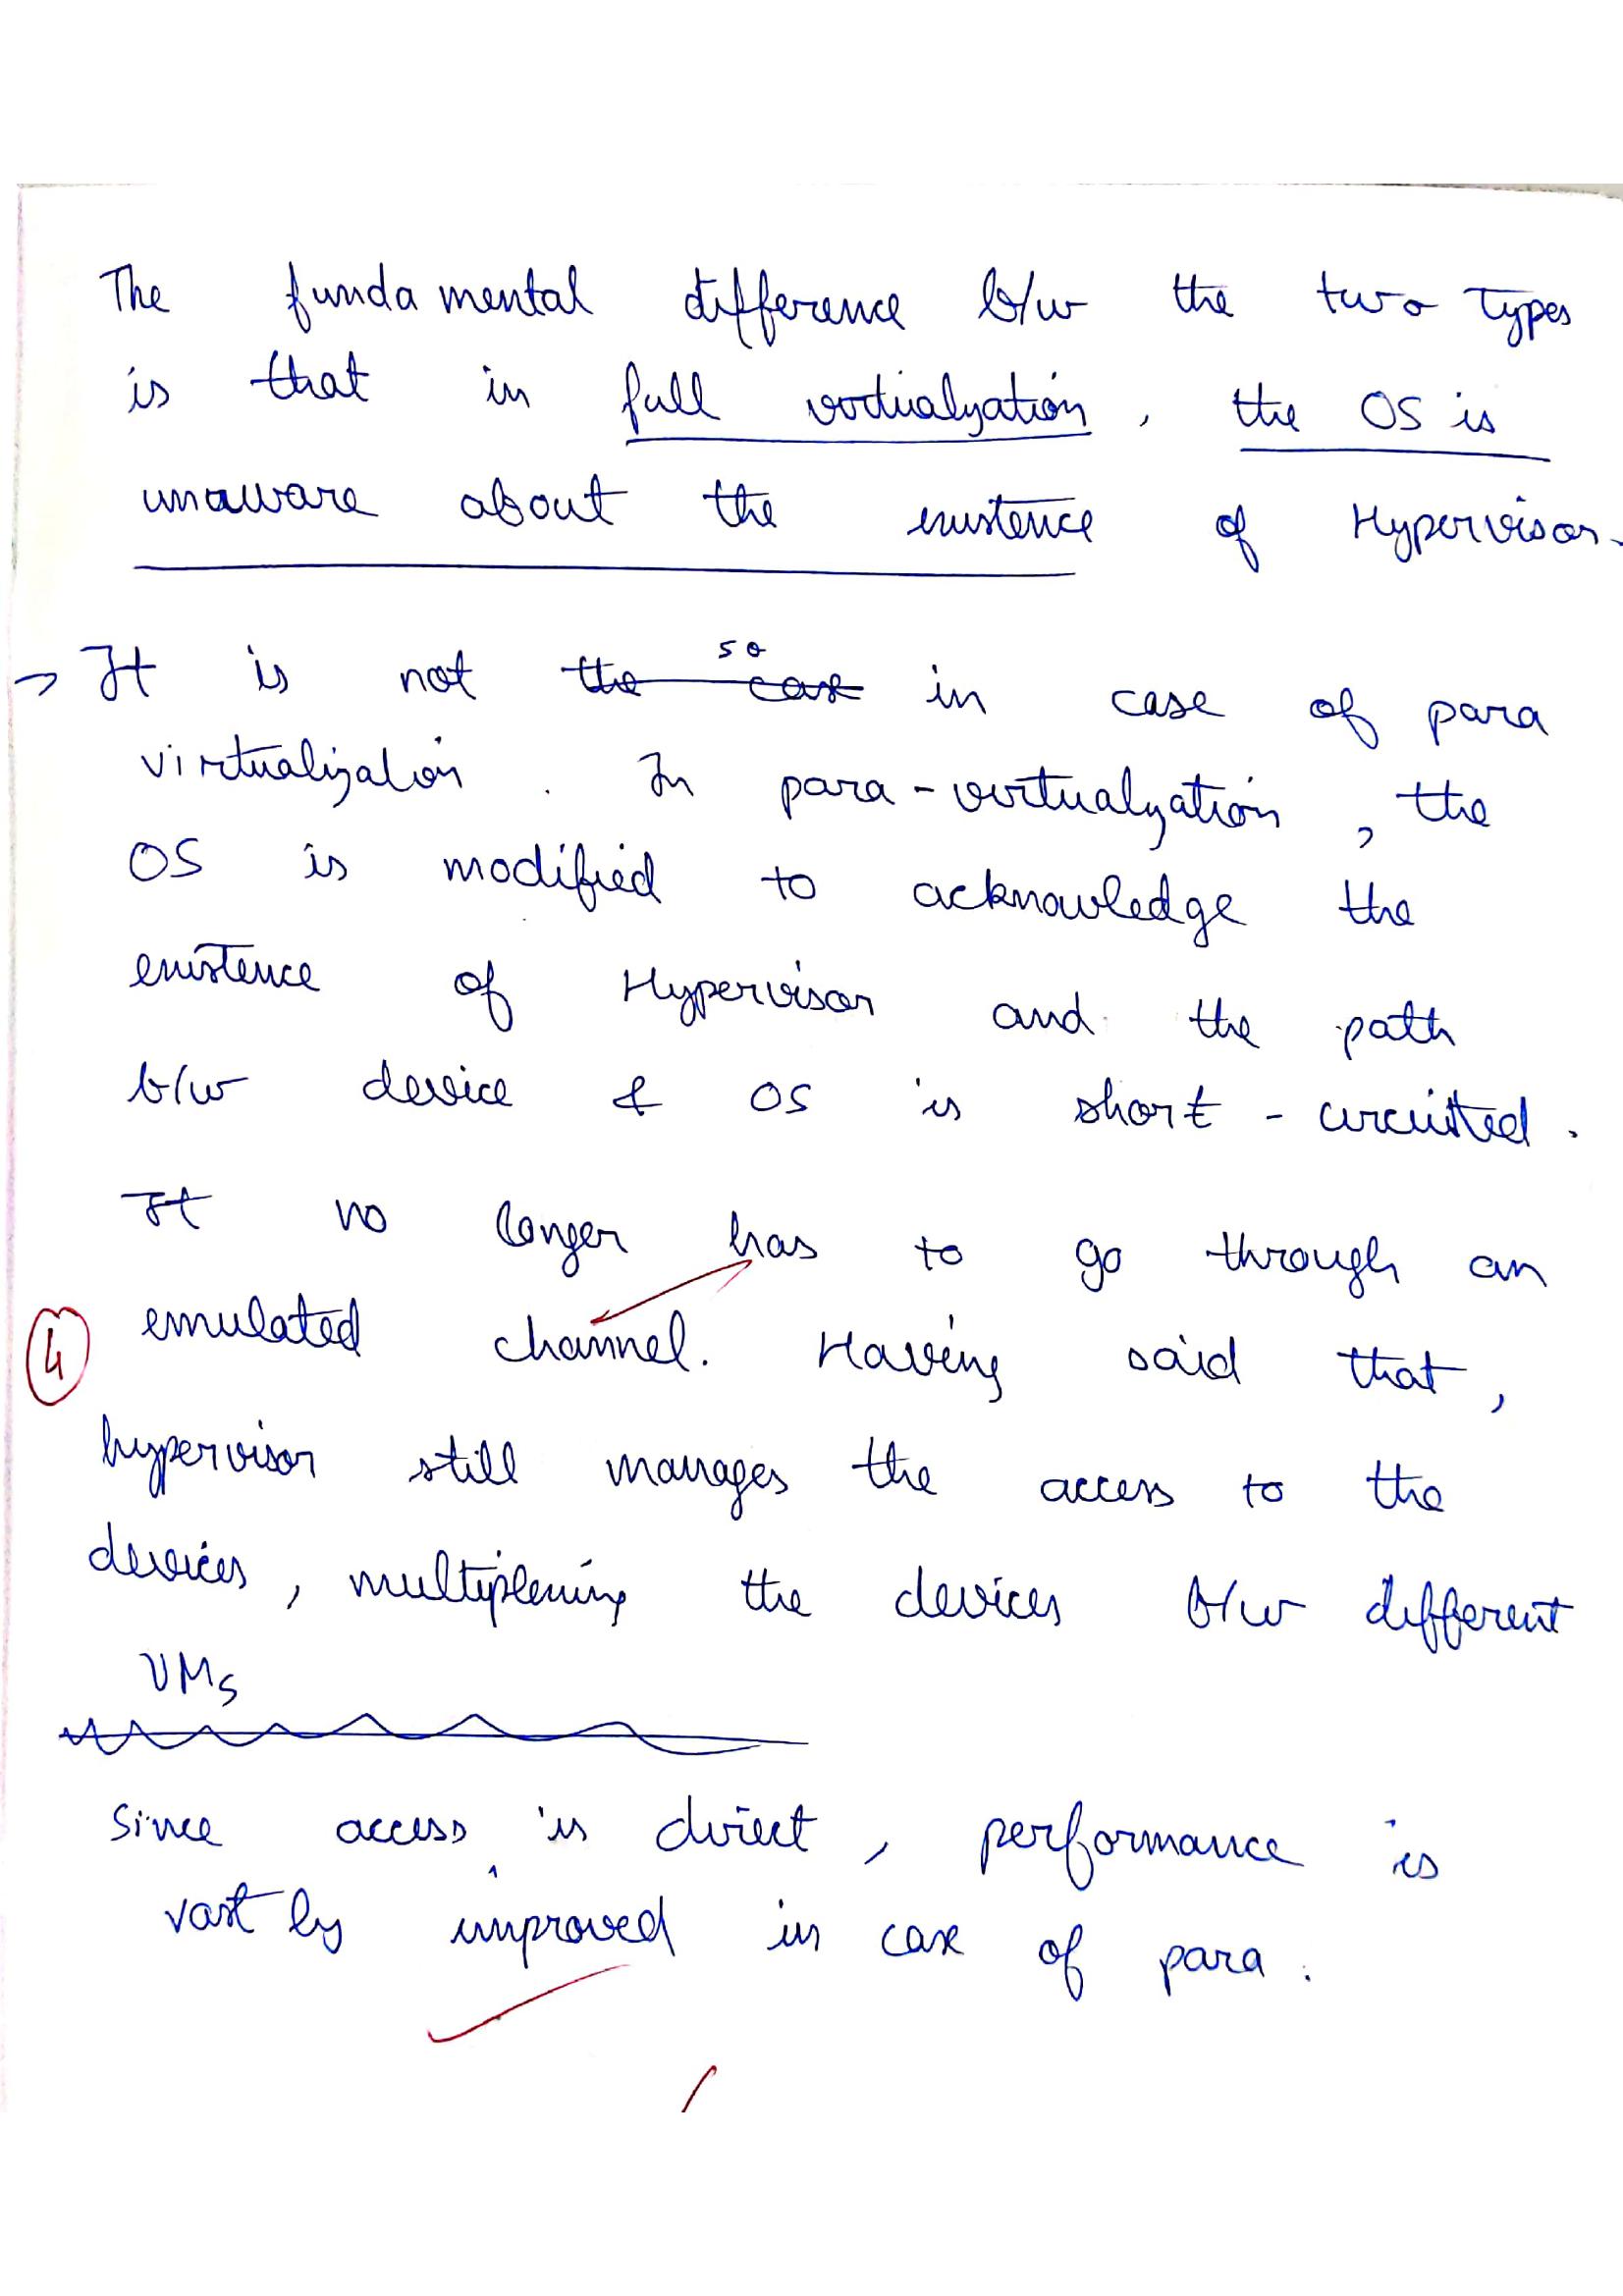 The fundamental difference b/w the two types
is that in full virtualization, the OS is
unaware about the existence of Hypervisor.
→ It is not the case so in case of para
virtualization. In para-virtualization, the
OS is modified to acknowledge the
existence of Hypervisor and the path
b/w device & OS is short-circuited.
It no longer has to go through an
emulated channel. Having said that,
4
hypervisor still manages the access to the
devices, multiplexing the devices b/w different
VMs
Since access is direct, performance is
vastly improved in case of para.